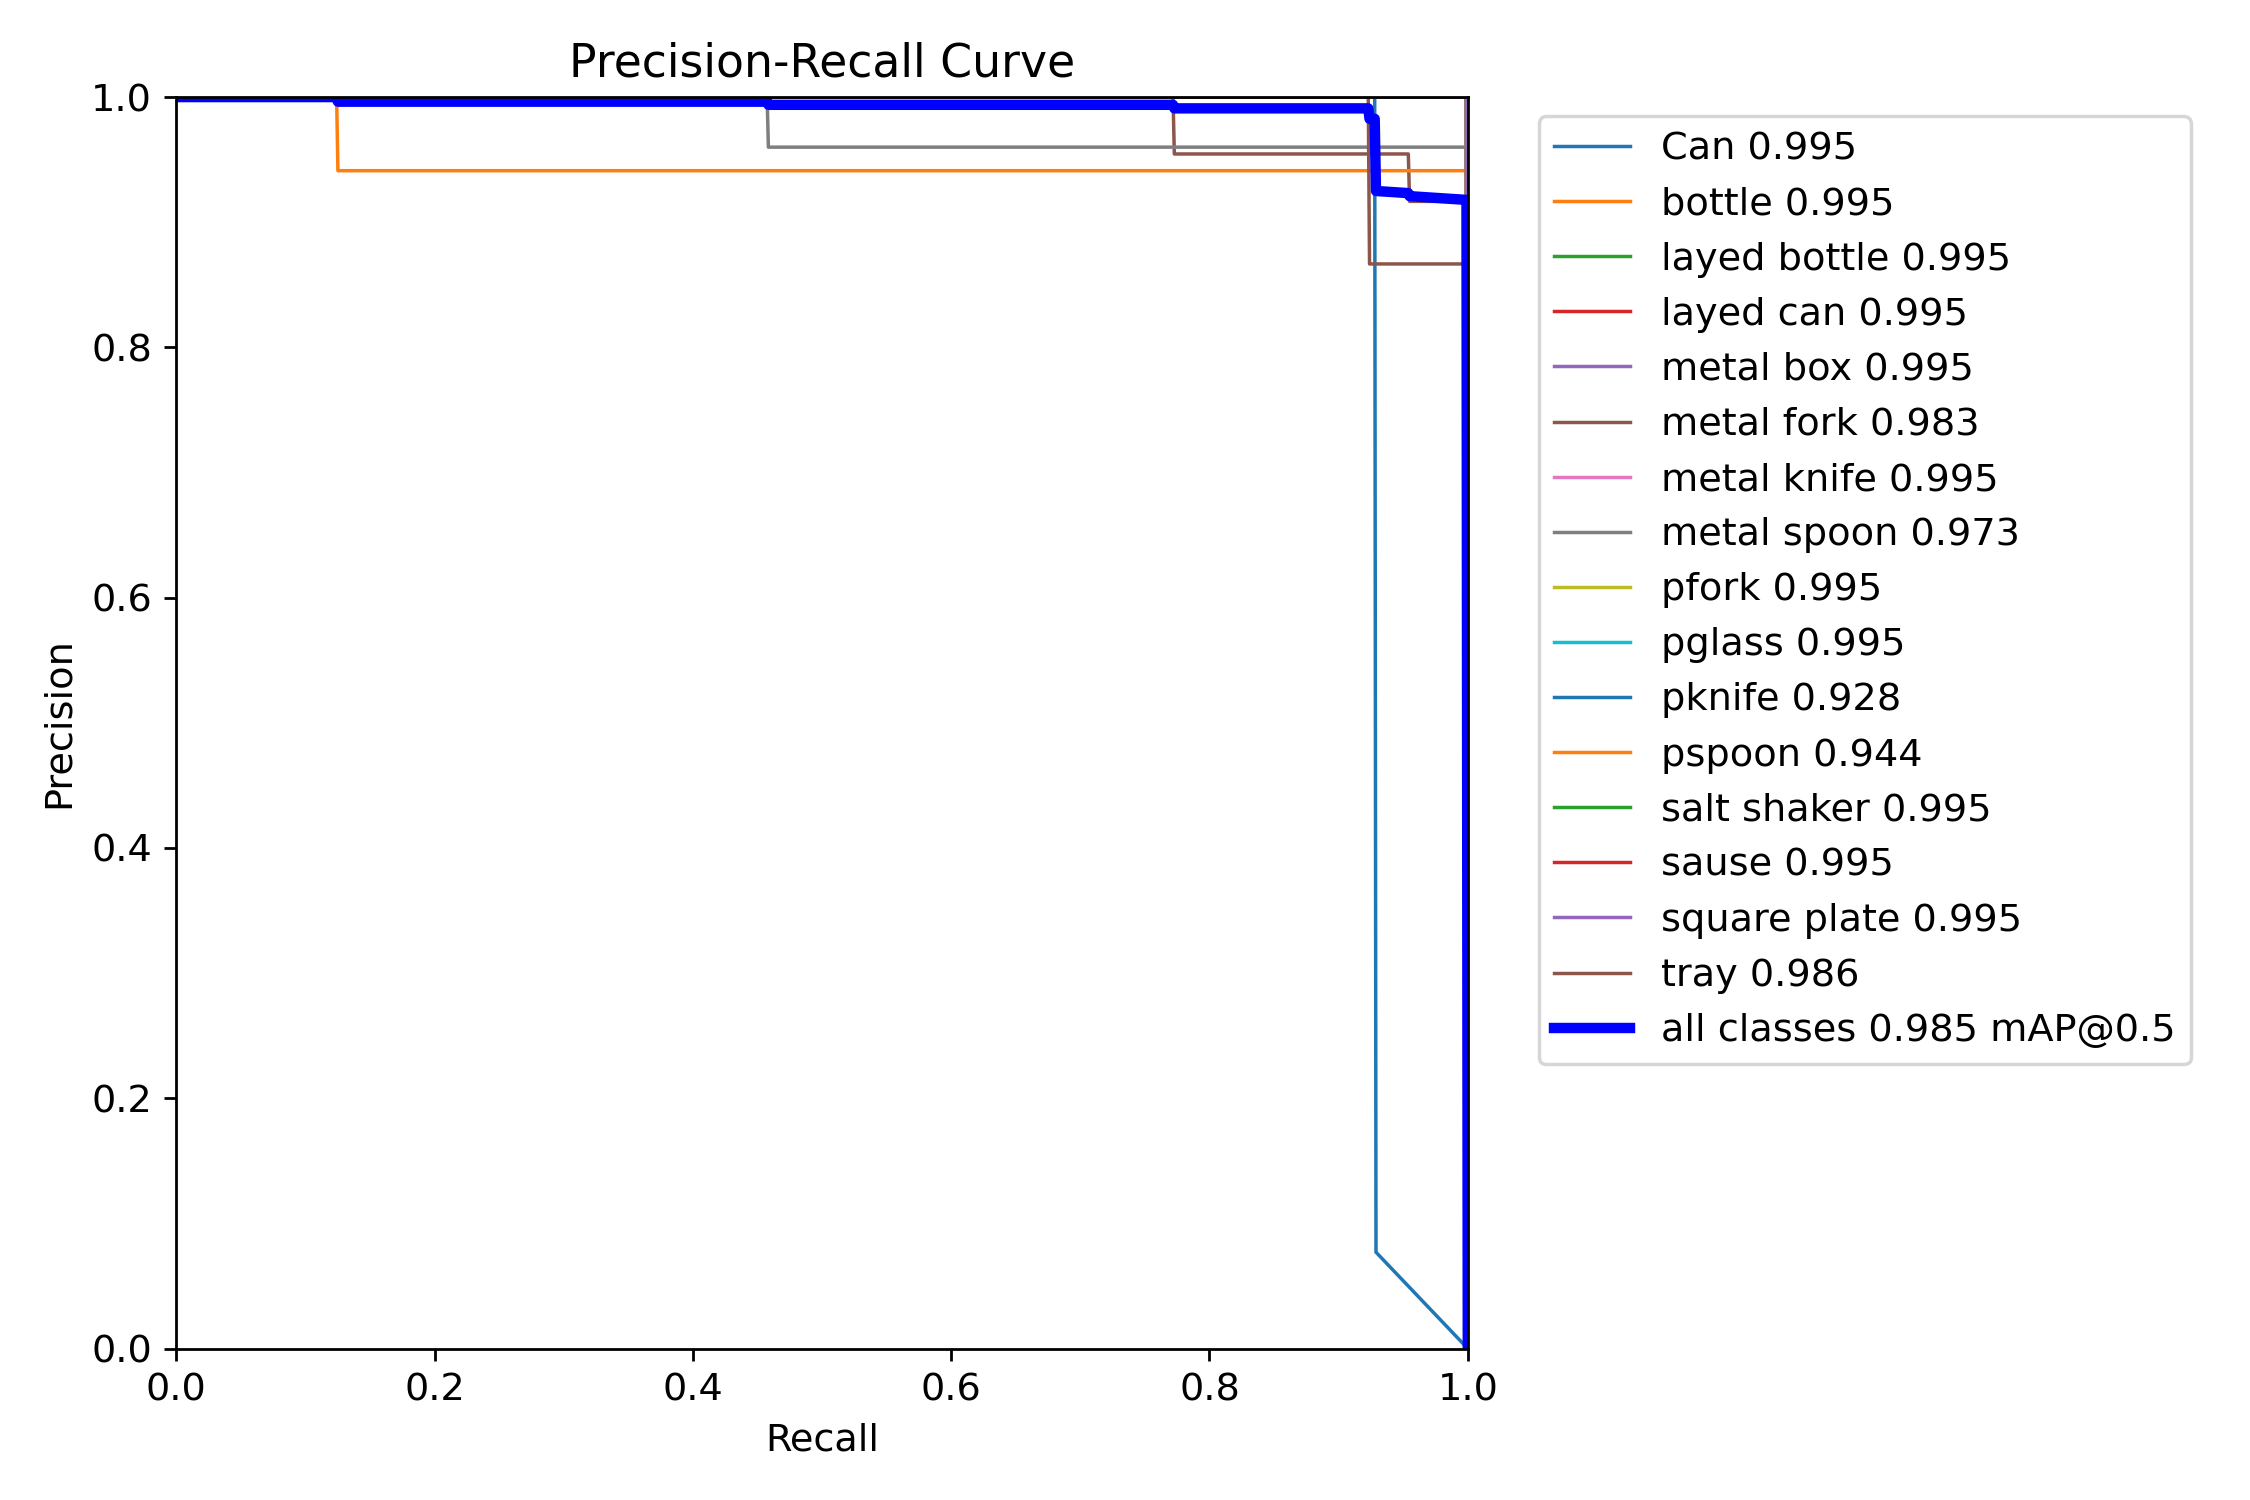 Precision-Recall Curve
1.0
0.8
0.6
0.4
0.2
0.0
Precision
0.0 0.2 0.4 0.6 0.8 1.0
Recall
Can 0.995
bottle 0.995
layed bottle 0.995
layed can 0.995
metal box 0.995
metal fork 0.983
metal knife 0.995
metal spoon 0.973
pfork 0.995
pglass 0.995
pknife 0.928
pspoon 0.944
salt shaker 0.995
sause 0.995
square plate 0.995
tray 0.986
all classes 0.985 mAP@0.5